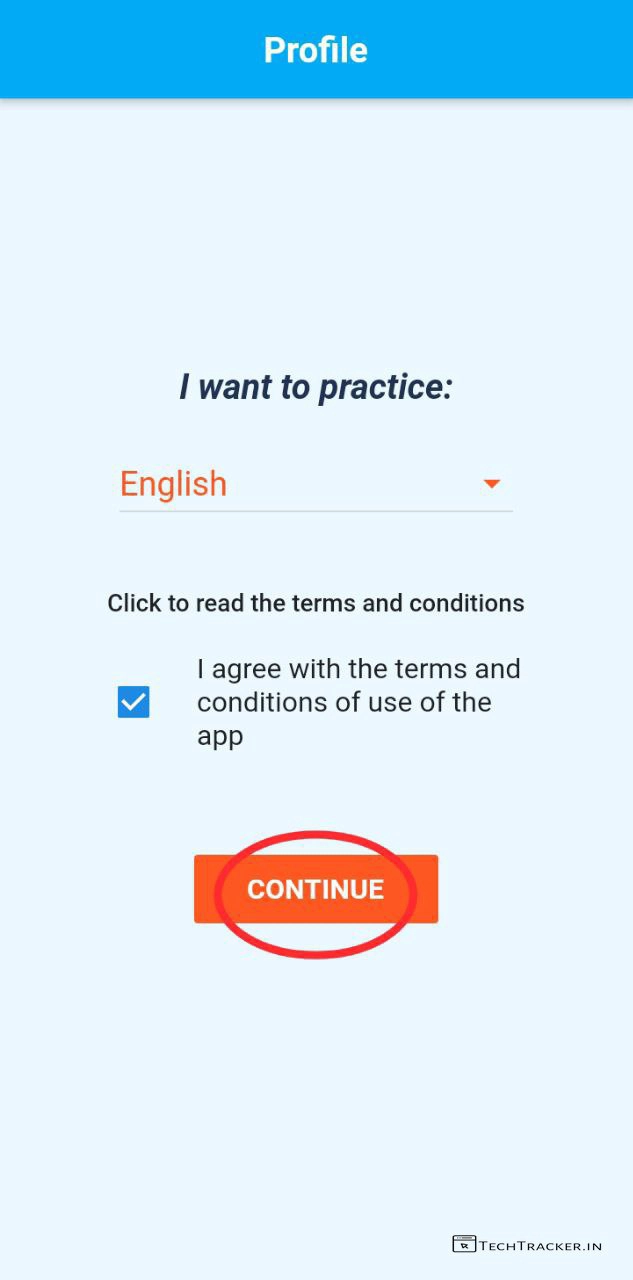 Profile
I want to practice:
English
Click to read the terms and conditions
I agree with the terms and
conditions of use of the
app
CONTINUE
TECHTRACKER.IN